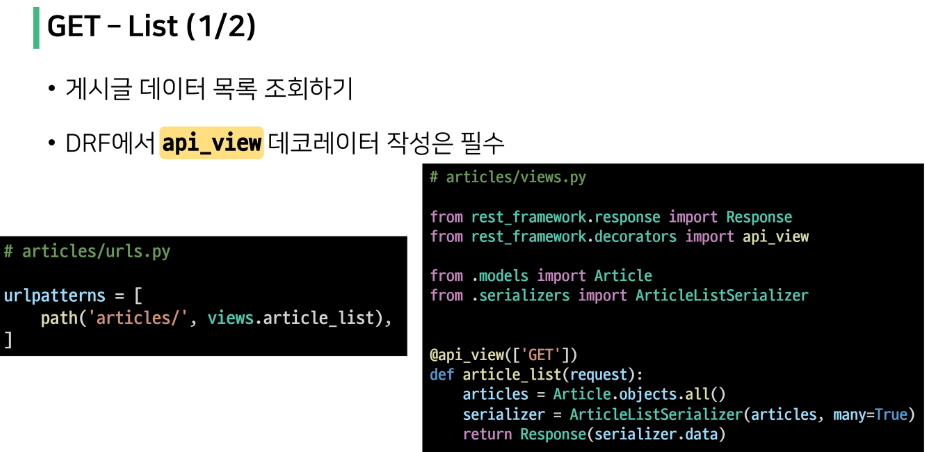 GET – List (1/2)
• 게시글 데이터 목록 조회하기
• DRF에서 api_view 데코레이터 작성은 필수
# articles/urls.py
urlpatterns = [
    path('articles/', views.article_list),
]
# articles/views.py
from rest_framework.response import Response
from rest_framework.decorators import api_view
from .models import Article
from .serializers import ArticleListSerializer
@api_view(['GET'])
def article_list(request):
    articles = Article.objects.all()
    serializer = ArticleListSerializer(articles, many=True)
    return Response(serializer.data)